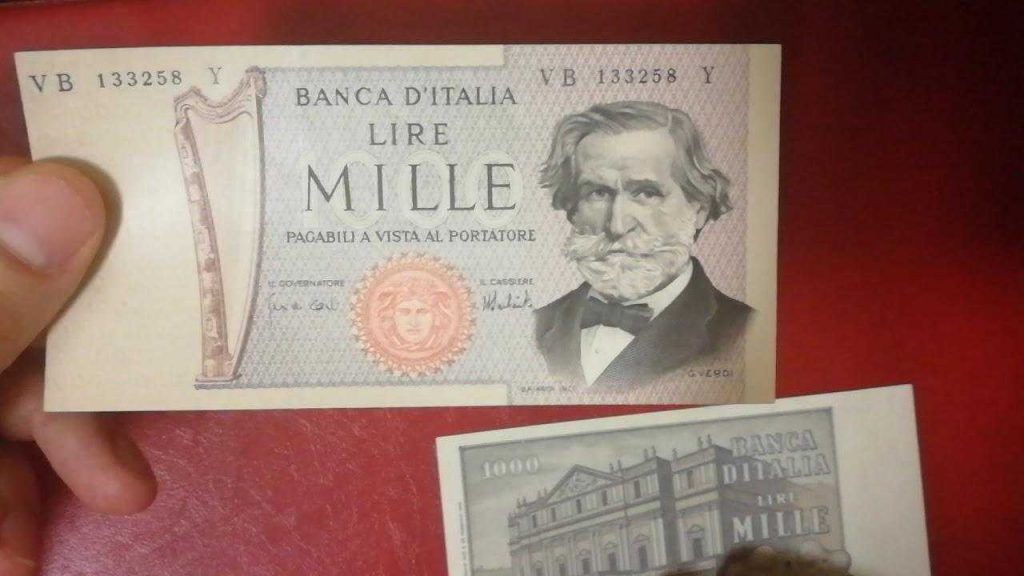 VB 133258 Y
VB 133258 Y
BANCA D'ITALIA
LIRE
MILLE
1000
PAGABILI A VISTA AL PORTATORE
IL GOVERNATORE
IL CASSIERE
G. VERDI
1000
BANCA
D'ITALIA
LIRE
MILLE